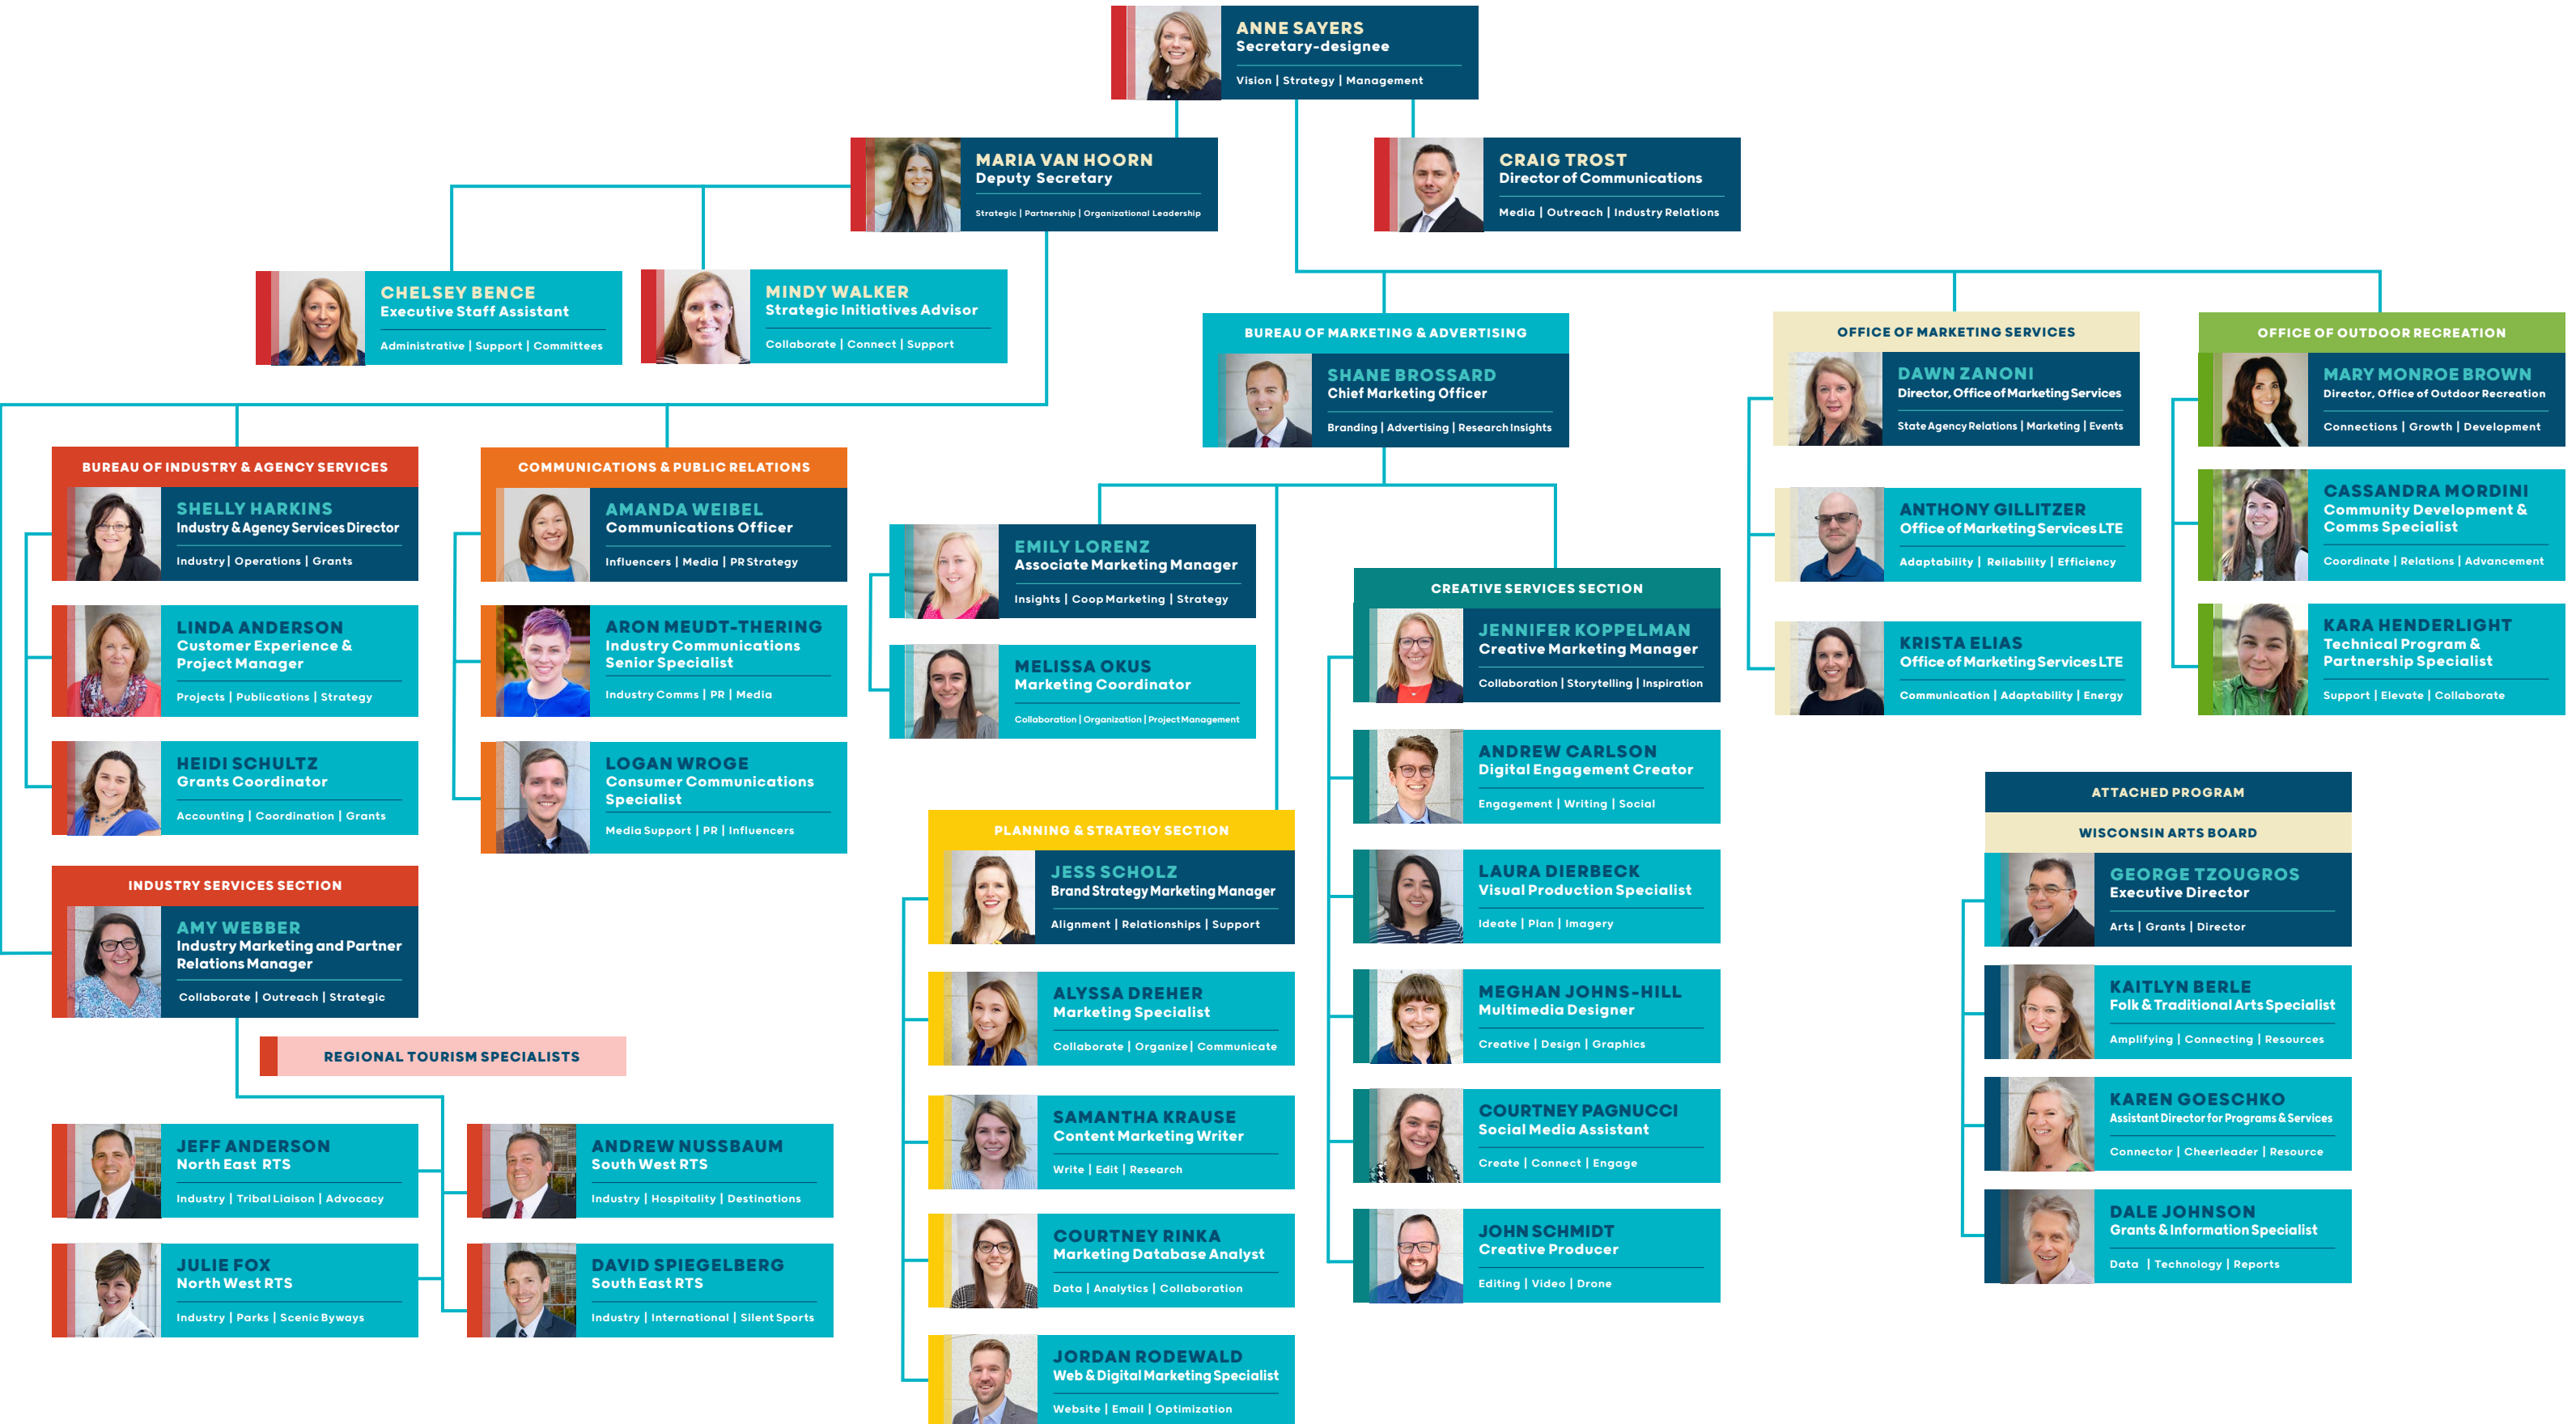 ANNE SAYERS
Secretary-designee
Vision | Strategy | Management
MARIA VAN HOORN
Deputy Secretary
Strategic | Partnership | Organizational Leadership
CRAIG TROST
Director of Communications
Media | Outreach | Industry Relations
CHELSEY BENCE
Executive Staff Assistant
Administrative | Support | Committees
MINDY WALKER
Strategic Initiatives Advisor
Collaborate | Connect | Support
BUREAU OF INDUSTRY & AGENCY SERVICES
SHELLY HARKINS
Industry & Agency Services Director
Industry | Operations | Grants
LINDA ANDERSON
Customer Experience &
Project Manager
Projects | Publications | Strategy
HEIDI SCHULTZ
Grants Coordinator
Accounting | Coordination | Grants
INDUSTRY SERVICES SECTION
AMY WEBBER
Industry Marketing and Partner
Relations Manager
Collaborate | Outreach | Strategic
REGIONAL TOURISM SPECIALISTS
JEFF ANDERSON
North East RTS
Industry | Tribal Liaison | Advocacy
ANDREW NUSSBAUM
South West RTS
Industry | Hospitality | Destinations
JULIE FOX
North West RTS
Industry | Parks | Scenic Byways
DAVID SPIEGELBERG
South East RTS
Industry | International | Silent Sports
COMMUNICATIONS & PUBLIC RELATIONS
AMANDA WEIBEL
Communications Officer
Influencers | Media | PR Strategy
ARON MEUDT-THERING
Industry Communications
Senior Specialist
Industry Comms | PR | Media
LOGAN WROGE
Consumer Communications
Specialist
Media Support | PR | Influencers
BUREAU OF MARKETING & ADVERTISING
SHANE BROSSARD
Chief Marketing Officer
Branding | Advertising | Research Insights
EMILY LORENZ
Associate Marketing Manager
Insights | Coop Marketing | Strategy
MELISSA OKUS
Marketing Coordinator
Collaboration | Organization | Project Management
PLANNING & STRATEGY SECTION
JESS SCHOLZ
Brand Strategy Marketing Manager
Alignment | Relationships | Support
ALYSSA DREHER
Marketing Specialist
Collaborate | Organize | Communicate
SAMANTHA KRAUSE
Content Marketing Writer
Write | Edit | Research
COURTNEY RINKA
Marketing Database Analyst
Data | Analytics | Collaboration
JORDAN RODEWALD
Web & Digital Marketing Specialist
Website | Email | Optimization
CREATIVE SERVICES SECTION
JENNIFER KOPPELMAN
Creative Marketing Manager
Collaboration | Storytelling | Inspiration
ANDREW CARLSON
Digital Engagement Creator
Engagement | Writing | Social
LAURA DIERBECK
Visual Production Specialist
Ideate | Plan | Imagery
MEGHAN JOHNS-HILL
Multimedia Designer
Creative | Design | Graphics
COURTNEY PAGNUCCI
Social Media Assistant
Create | Connect | Engage
JOHN SCHMIDT
Creative Producer
Editing | Video | Drone
OFFICE OF MARKETING SERVICES
DAWN ZANONI
Director, Office of Marketing Services
State Agency Relations | Marketing | Events
ANTHONY GILLITZER
Office of Marketing Services LTE
Adaptability | Reliability | Efficiency
KRISTA ELIAS
Office of Marketing Services LTE
Communication | Adaptability | Energy
OFFICE OF OUTDOOR RECREATION
MARY MONROE BROWN
Director, Office of Outdoor Recreation
Connections | Growth | Development
CASSANDRA MORDINI
Community Development &
Comms Specialist
Coordinate | Relations | Advancement
KARA HENDERLIGHT
Technical Program &
Partnership Specialist
Support | Elevate | Collaborate
ATTACHED PROGRAM
WISCONSIN ARTS BOARD
GEORGE TZOUGROS
Executive Director
Arts | Grants | Director
KAITLYN BERLE
Folk & Traditional Arts Specialist
Amplifying | Connecting | Resources
KAREN GOESCHKO
Assistant Director for Programs & Services
Connector | Cheerleader | Resource
DALE JOHNSON
Grants & Information Specialist
Data | Technology | Reports